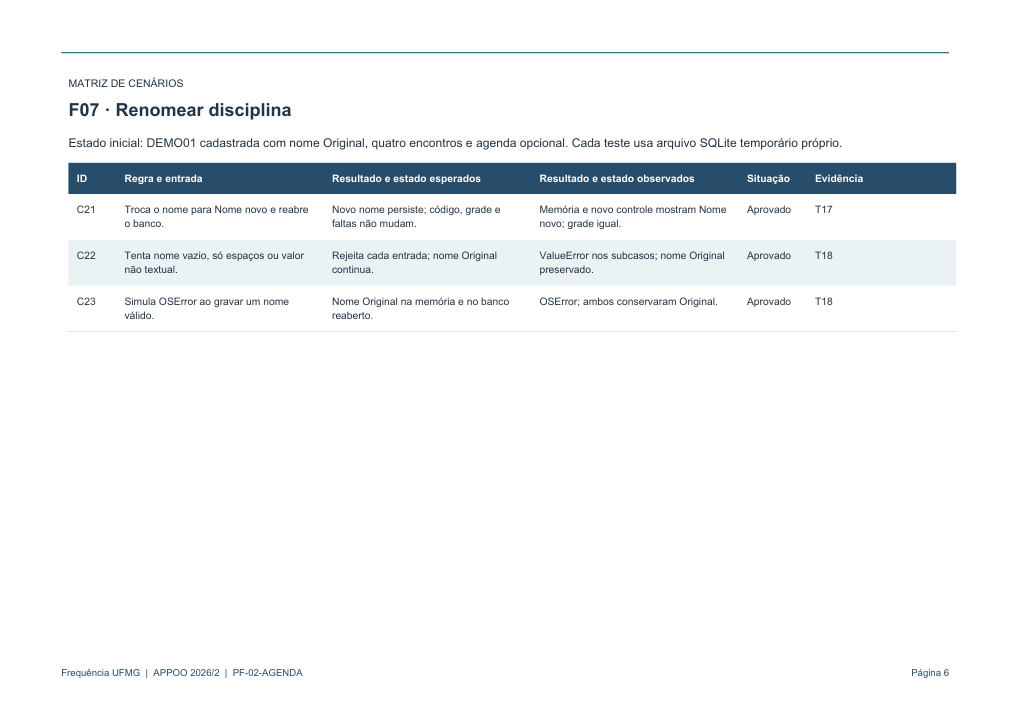 MATRIZ DE CENÁRIOS
F07 · Renomear disciplina
Estado inicial: DEMO01 cadastrada com nome Original, quatro encontros e agenda opcional. Cada teste usa arquivo SQLite temporário próprio.
ID Regra e entrada Resultado e estado esperados Resultado e estado observados Situação Evidência
C21 Troca o nome para Nome novo e reabre Novo nome persiste; código, grade e Memória e novo controle mostram Nome Aprovado T17
o banco. faltas não mudam. novo; grade igual.
C22 Tenta nome vazio, só espaços ou valor Rejeita cada entrada; nome Original ValueError nos subcasos; nome Original Aprovado T18
não textual. continua. preservado.
C23 Simula OSError ao gravar um nome Nome Original na memória e no banco OSError; ambos conservaram Original. Aprovado T18
válido. reaberto.
Frequência UFMG | APPOO 2026/2 | PF-02-AGENDA Página 6